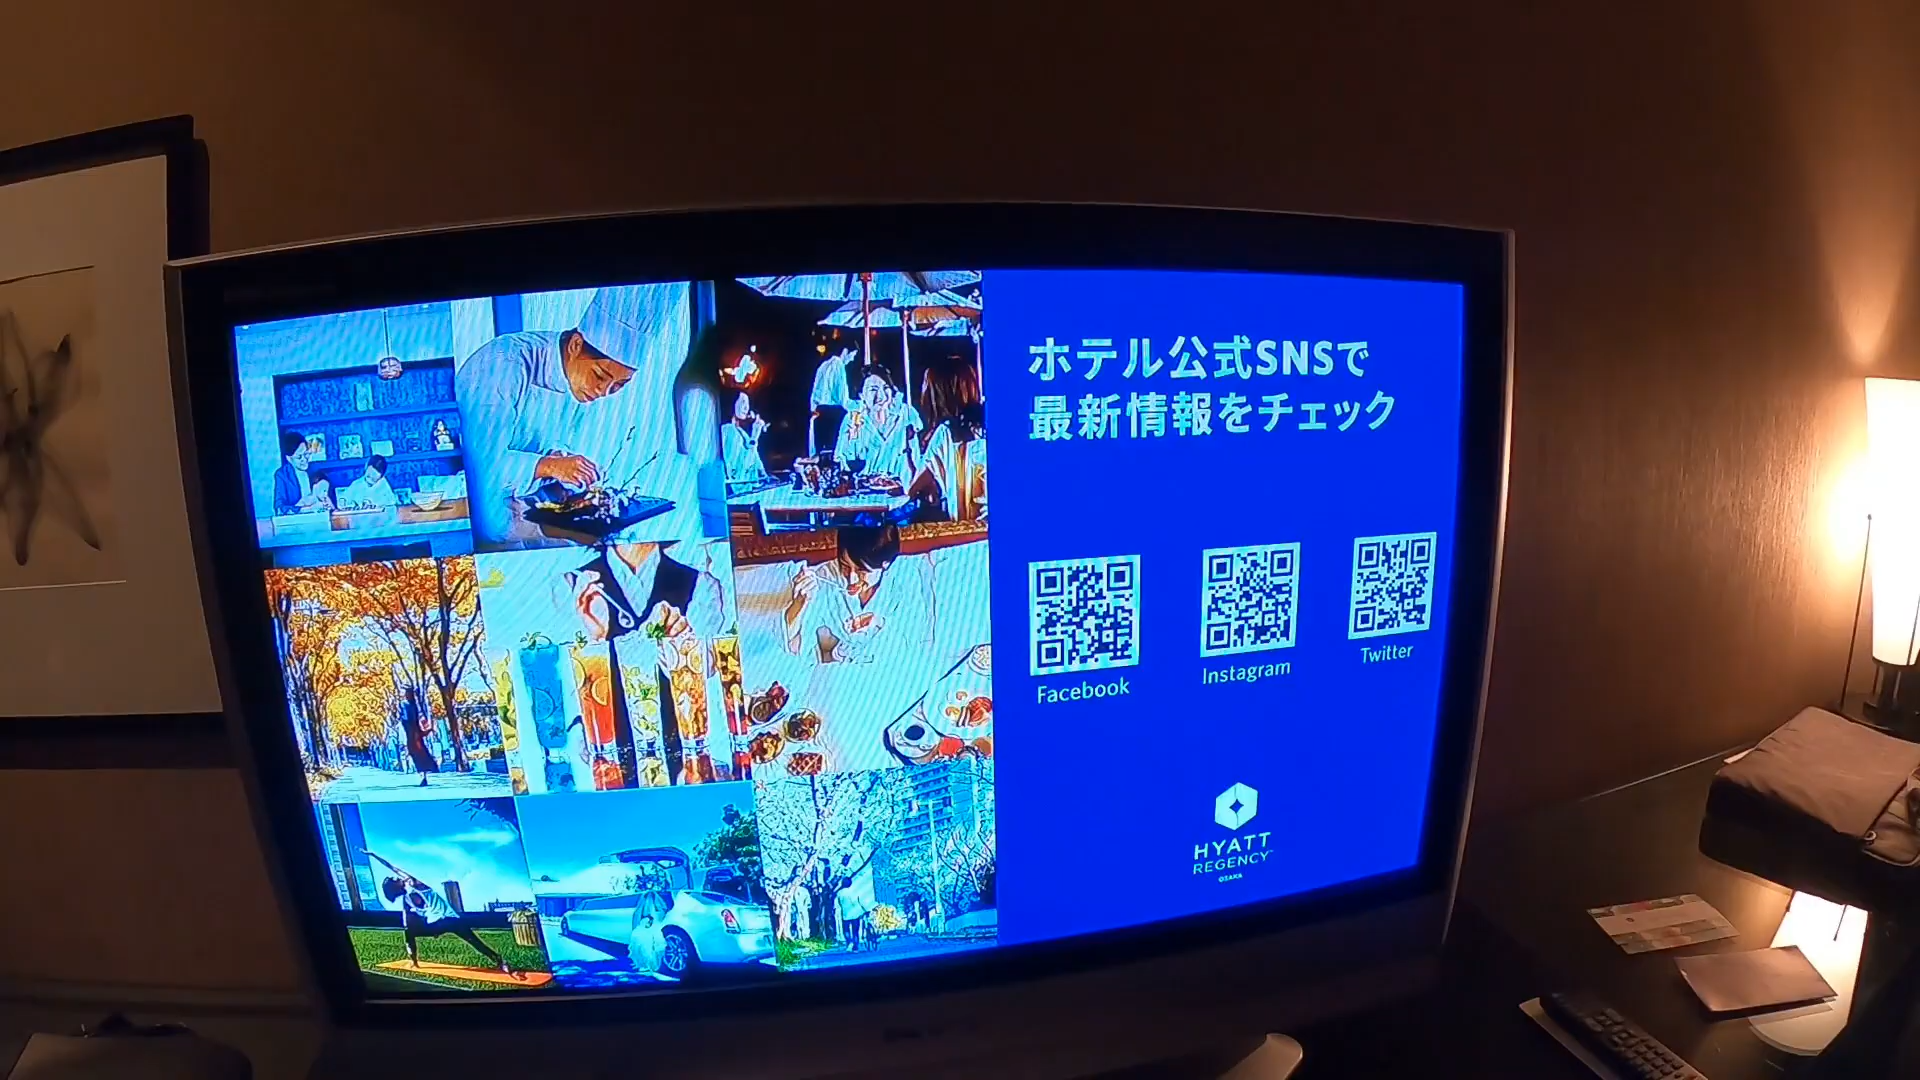 ホテル公式SNSで
最新情報をチェック
Facebook
Instagram
Twitter
HYATT
REGENCY™
OSAKA